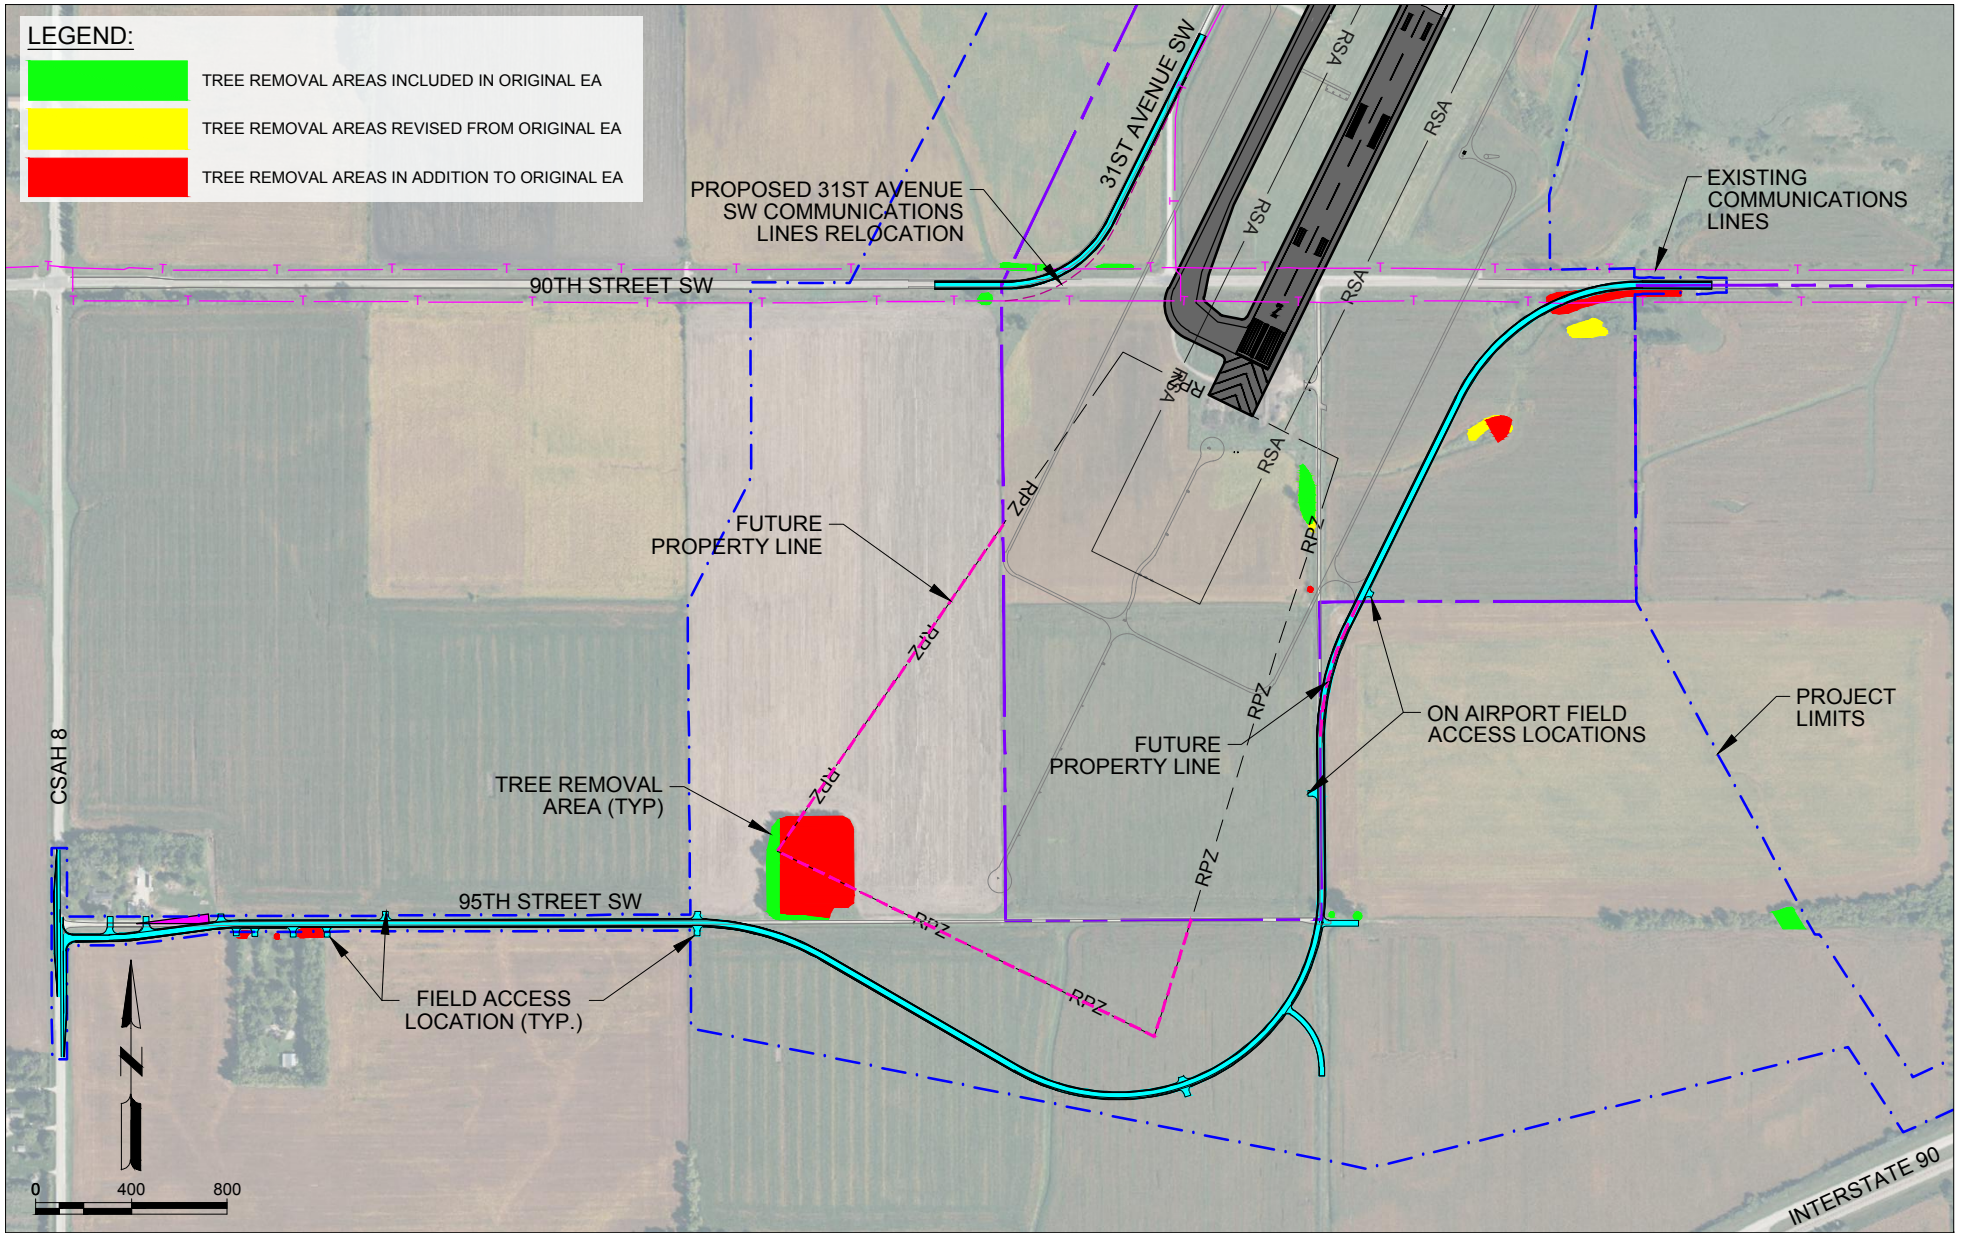 LEGEND:
TREE REMOVAL AREAS INCLUDED IN ORIGINAL EA
TREE REMOVAL AREAS REVISED FROM ORIGINAL EA
TREE REMOVAL AREAS IN ADDITION TO ORIGINAL EA
31ST AVENUE SW
RSA
RSA
RSA
RSA
PROPOSED 31ST AVENUE
SW COMMUNICATIONS
LINES RELOCATION
EXISTING
COMMUNICATIONS
LINES
T T T T T T T T T T T T T T T T
90TH STREET SW
T T T T T T T T T T T T
T
T
2
RPZ
RSA
RSA
RPZ
RPZ
FUTURE
PROPERTY LINE
RPZ
RPZ
ON AIRPORT FIELD
ACCESS LOCATIONS
PROJECT
LIMITS
FUTURE
PROPERTY LINE
CSAH 8
TREE REMOVAL
AREA (TYP)
RPZ
RPZ
95TH STREET SW
RPZ
RPZ
FIELD ACCESS
LOCATION (TYP.)
N
0 400 800
INTERSTATE 90